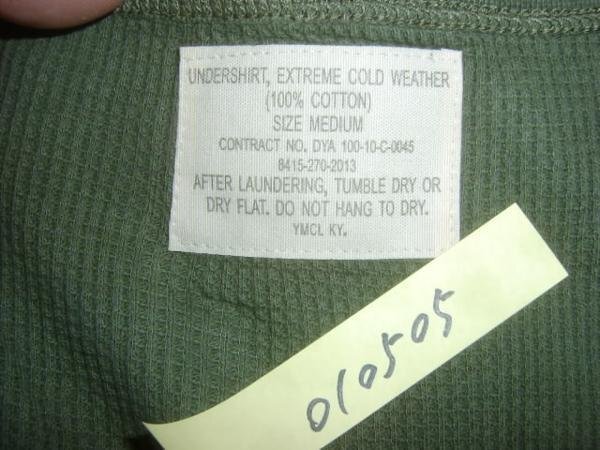 UNDERSHIRT, EXTREME COLD WEATHER
(100% COTTON)
SIZE MEDIUM
CONTRACT NO. DYA 100-10-C-0045
8415-270-2013
AFTER LAUNDERING, TUMBLE DRY OR
DRY FLAT. DO NOT HANG TO DRY.
YMCL KY.
010505